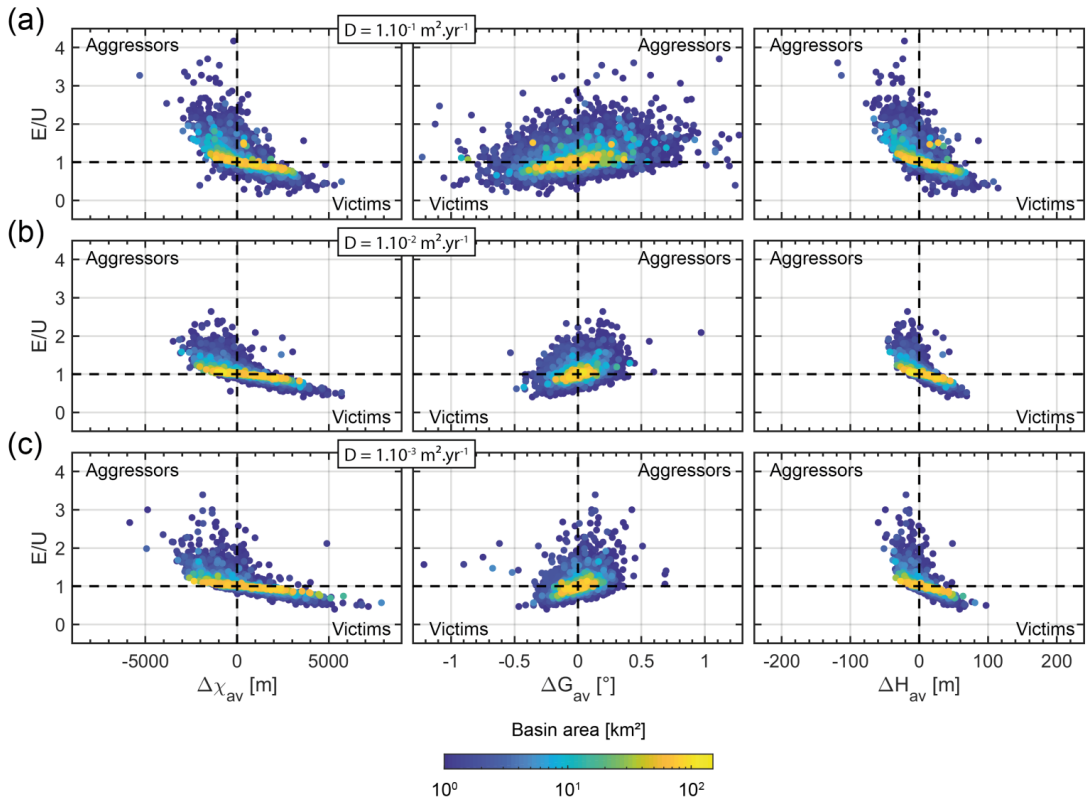 (a)
D = 1.10⁻¹ m².yr⁻¹
Aggressors
Aggressors
Aggressors
4
3
2
1
0
E/U
Victims
Victims
Victims
(b)
D = 1.10⁻² m².yr⁻¹
Aggressors
Aggressors
Aggressors
4
3
2
1
0
E/U
Victims
Victims
Victims
(c)
D = 1.10⁻³ m².yr⁻¹
Aggressors
Aggressors
Aggressors
4
3
2
1
0
E/U
Victims
Victims
Victims
-5000 0 5000
-1 -0.5 0 0.5 1
-200 -100 0 100 200
Δχav [m]
ΔGav [°]
ΔHav [m]
Basin area [km²]
10⁰ 10¹ 10²